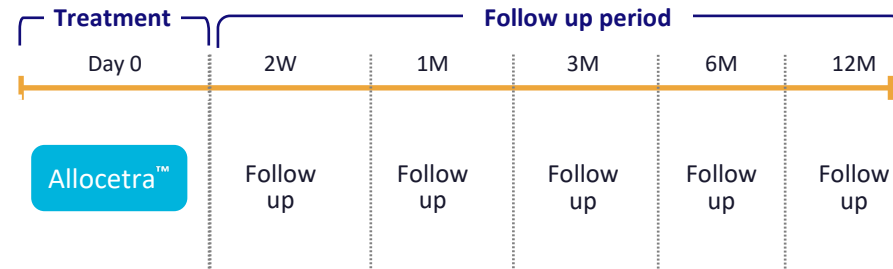 Treatment Follow up period
Day 0 2W 1M 3M 6M 12M
Allocetra™ Follow Follow Follow Follow Follow
up up up up up